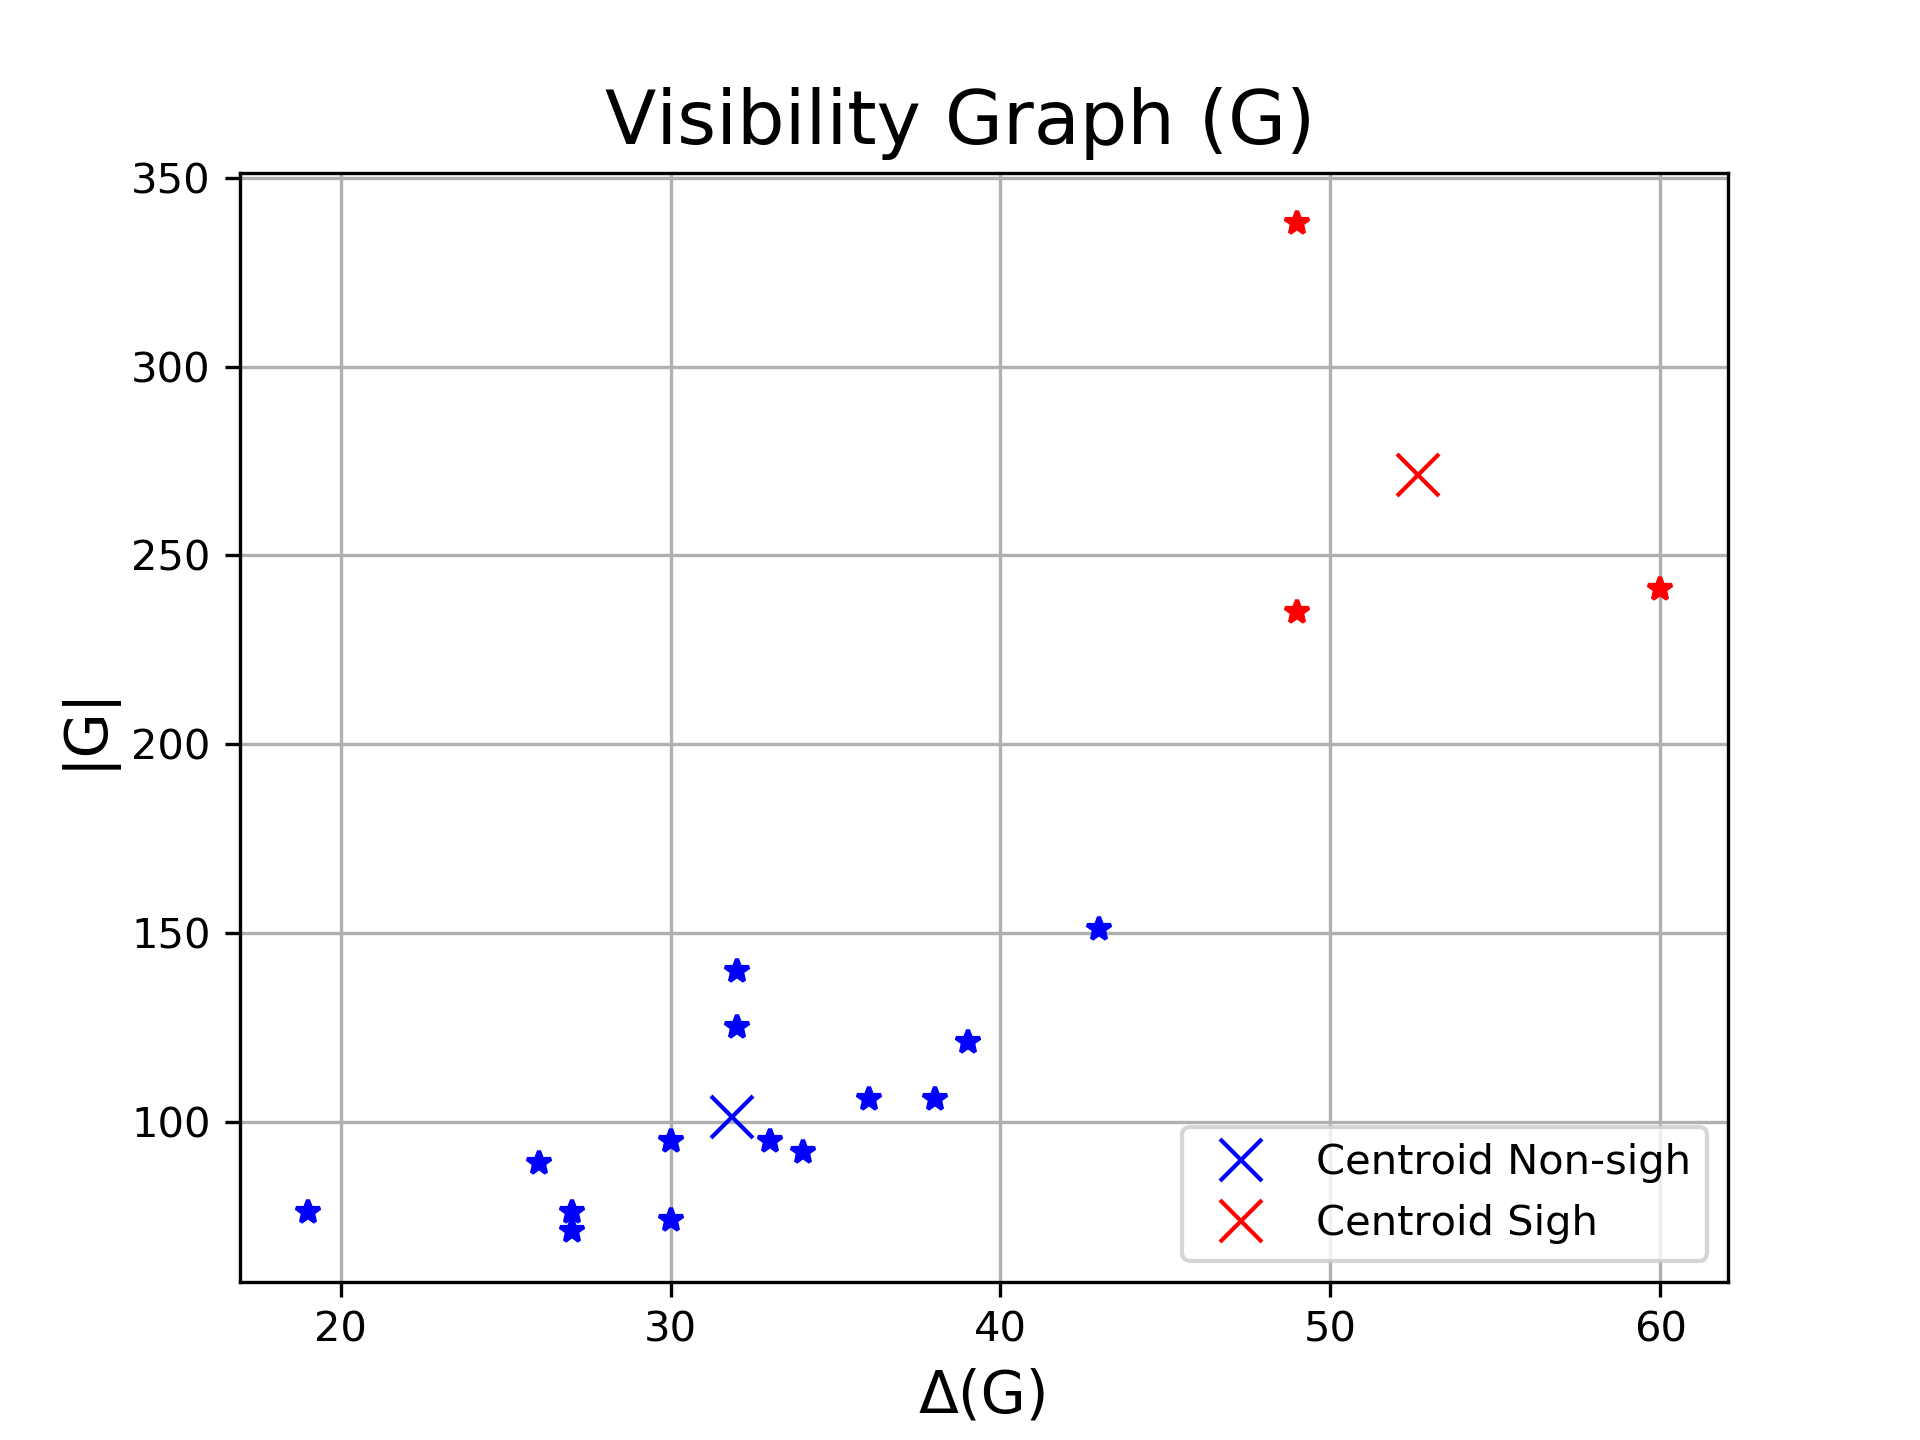 Visibility Graph (G)
350
300
250
200
150
100
|G|
20 30 40 50 60
Δ(G)
Centroid Non-sigh
Centroid Sigh